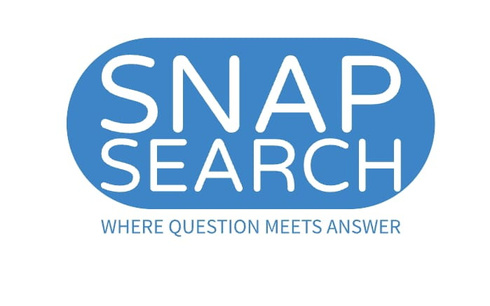 SNAP
SEARCH
WHERE QUESTION MEETS ANSWER